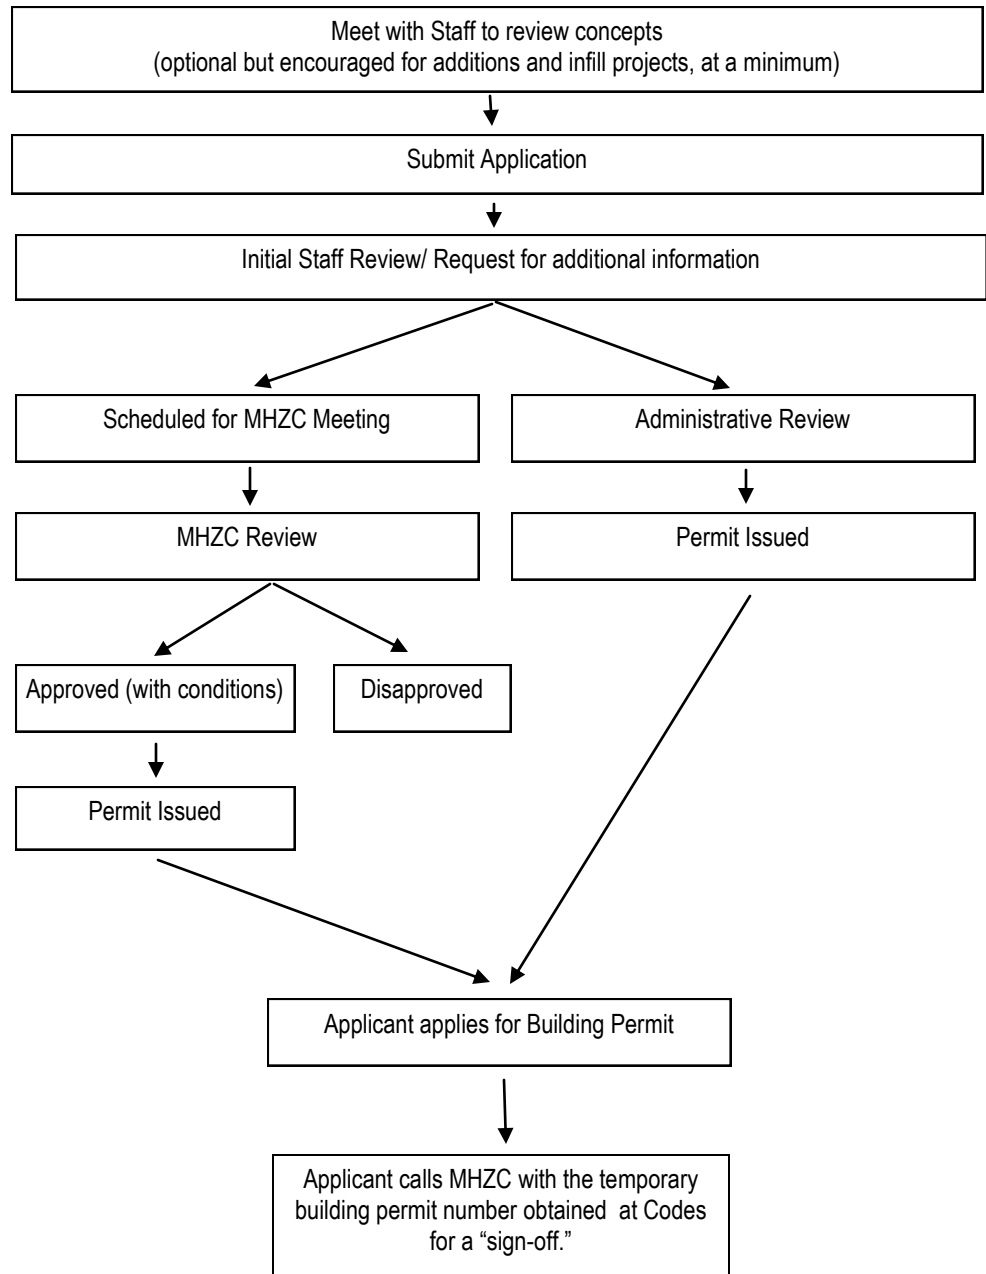 Meet with Staff to review concepts
(optional but encouraged for additions and infill projects, at a minimum)
Submit Application
Initial Staff Review/ Request for additional information
Scheduled for MHZC Meeting
Administrative Review
MHZC Review
Permit Issued
Approved (with conditions)
Disapproved
Permit Issued
Applicant applies for Building Permit
Applicant calls MHZC with the temporary
building permit number obtained at Codes
for a “sign-off.”